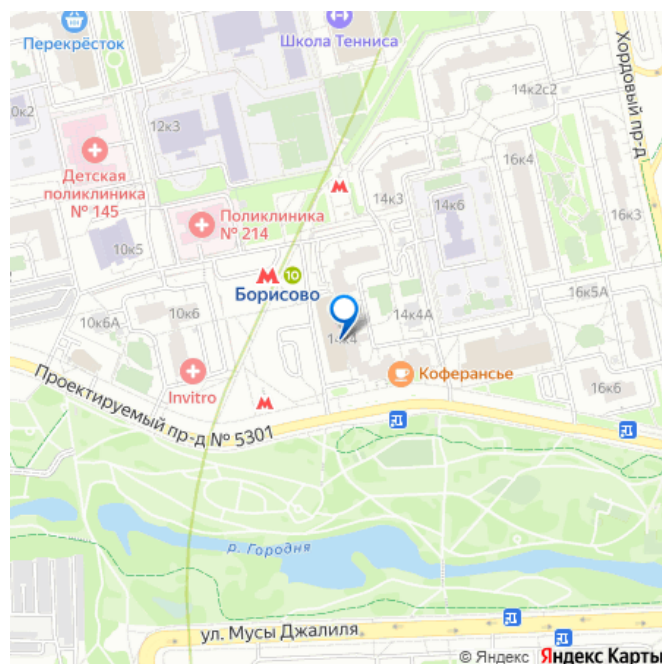 Перекрёсток
Школа Тенниса
Хордовый пр-д
14к2с2
10к2
12к3
16к4
Детская
поликлиника
№ 145
14к3
14к6
16к3
Поликлиника
№ 214
10к5
10
Борисово
16к5А
10к6А
10к6
14к4
14к4А
Invitro
Коферансье
16к6
Проектируемый пр-д № 5301
р. Городня
ул. Мусы Джалиля
© Яндекс Яндекс Карты